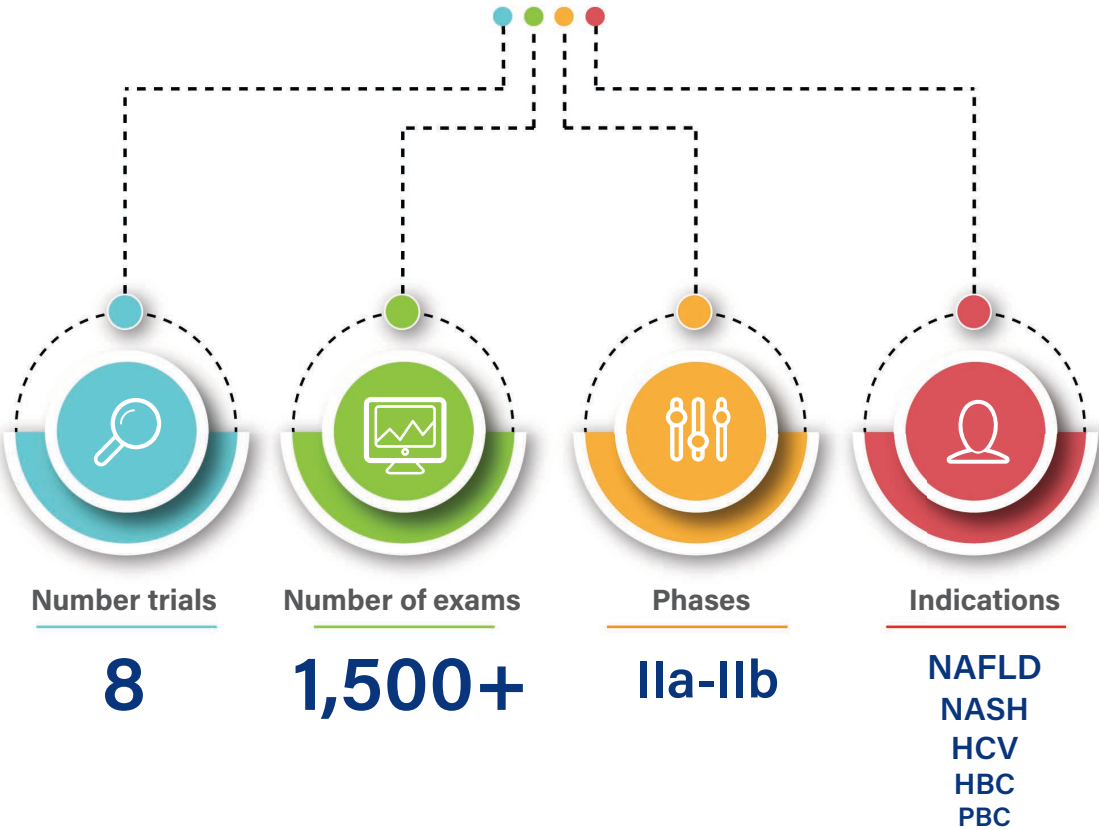 Number trials
8
Number of exams
1,500+
Phases
IIa-IIb
Indications
NAFLD
NASH
HCV
HBC
PBC